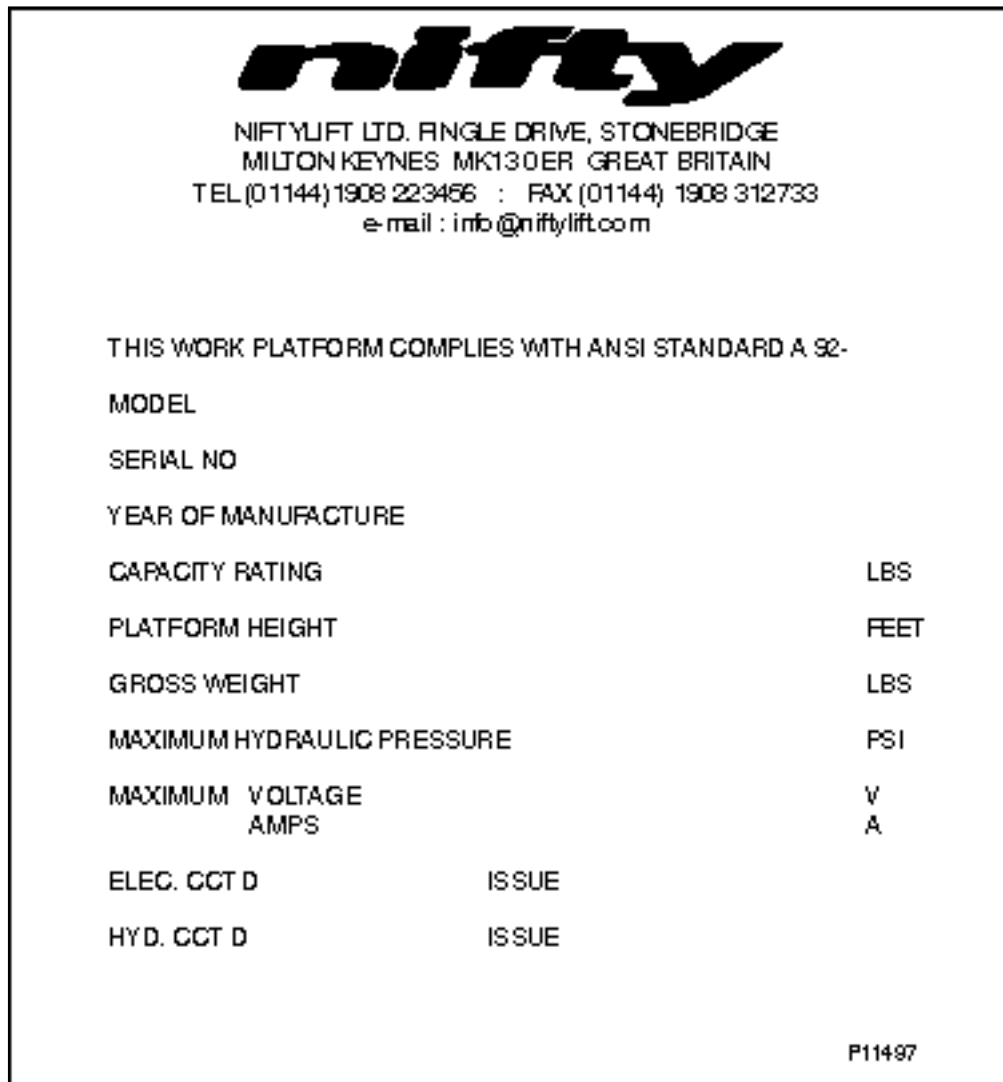 nifty
NIFTYLIFT LTD. FINGLE DRIVE, STONEBRIDGE
MILTON KEYNES MK13 0ER GREAT BRITAIN
TEL (01144) 1908 223456 : FAX (01144) 1908 312733
e-mail : info@niftylift.com
THIS WORK PLATFORM COMPLIES WITH ANSI STANDARD A 92-
MODEL
SERIAL NO
YEAR OF MANUFACTURE
CAPACITY RATING LBS
PLATFORM HEIGHT FEET
GROSS WEIGHT LBS
MAXIMUM HYDRAULIC PRESSURE PSI
MAXIMUM VOLTAGE V
AMPS A
ELEC. CCT D ISSUE
HYD. CCT D ISSUE
P11497